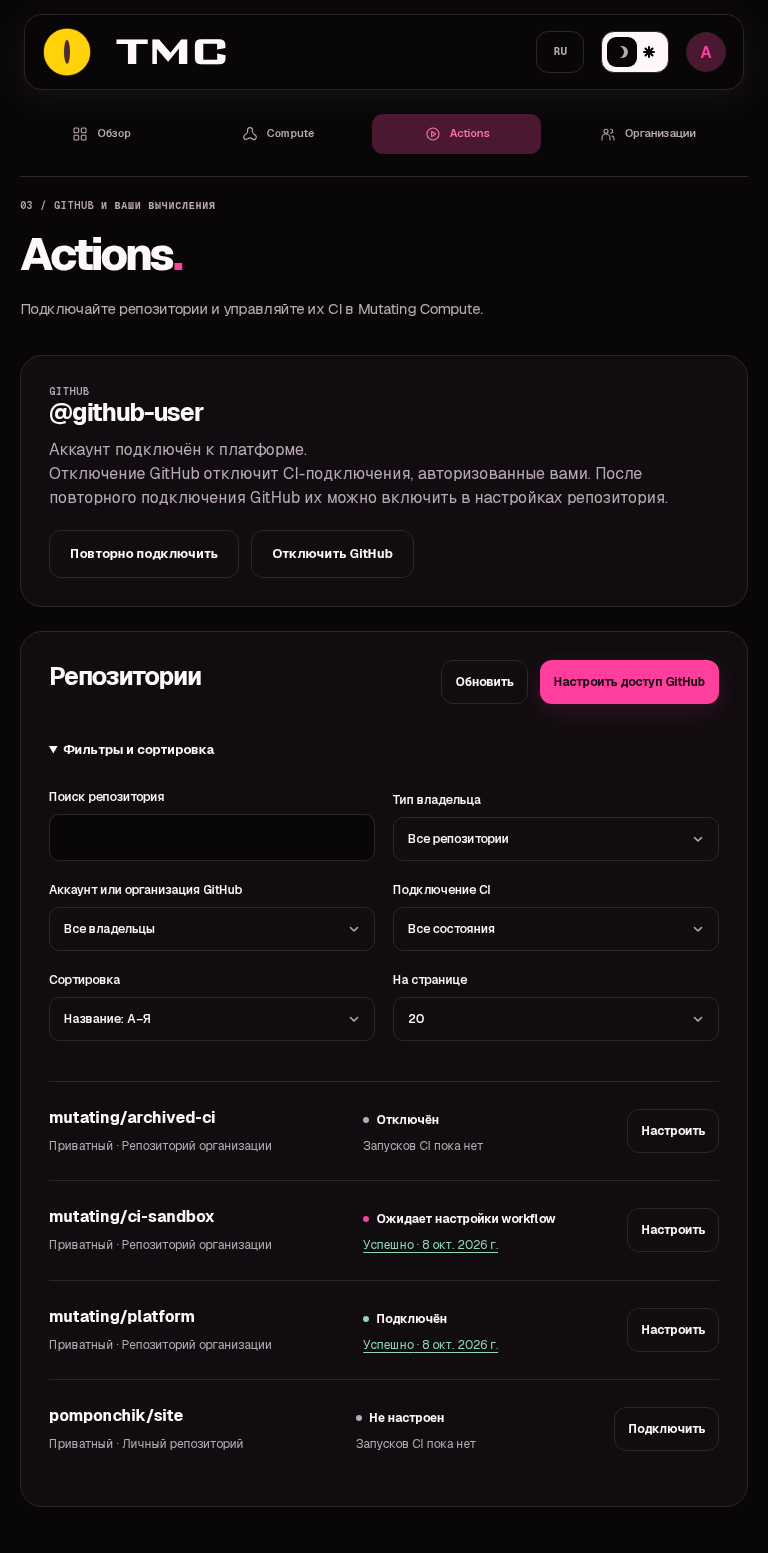 TMC
RU
A
Обзор
Compute
Actions
Организации
03 / GITHUB И ВАШИ ВЫЧИСЛЕНИЯ
Actions.
Подключайте репозитории и управляйте их CI в Mutating Compute.
GITHUB
@github-user
Аккаунт подключён к платформе.
Отключение GitHub отключит CI-подключения, авторизованные вами. После
повторного подключения GitHub их можно включить в настройках репозитория.
Повторно подключить
Отключить GitHub
Репозитории
Обновить
Настроить доступ GitHub
Фильтры и сортировка
Поиск репозитория
Тип владельца
Все репозитории
Аккаунт или организация GitHub
Подключение CI
Все владельцы
Все состояния
Сортировка
На странице
Название: А–Я
20
mutating/archived-ci
Отключён
Приватный · Репозиторий организации
Запусков CI пока нет
Настроить
mutating/ci-sandbox
Ожидает настройки workflow
Приватный · Репозиторий организации
Успешно · 8 окт. 2026 г.
Настроить
mutating/platform
Подключён
Приватный · Репозиторий организации
Успешно · 8 окт. 2026 г.
Настроить
pomponchik/site
Не настроен
Приватный · Личный репозиторий
Запусков CI пока нет
Подключить